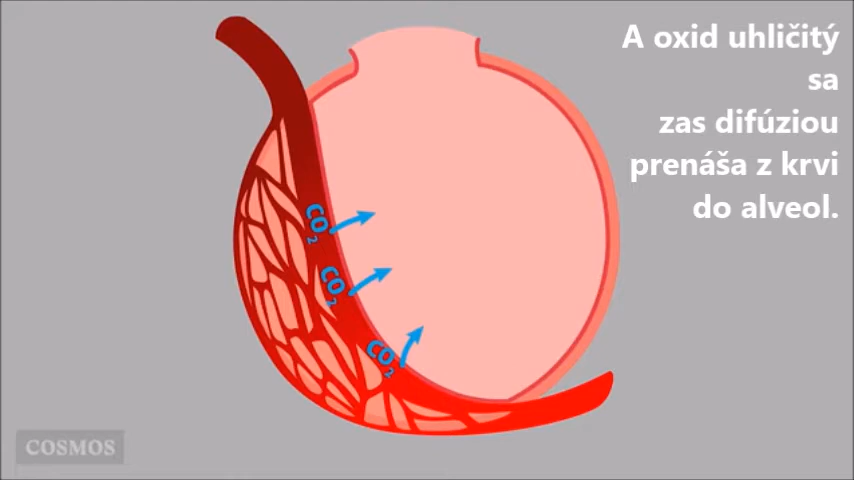 A oxid uhličitý
sa
zas difúziou
prenáša z krvi
do alveol.
CO2
CO2
CO2
COSMOS